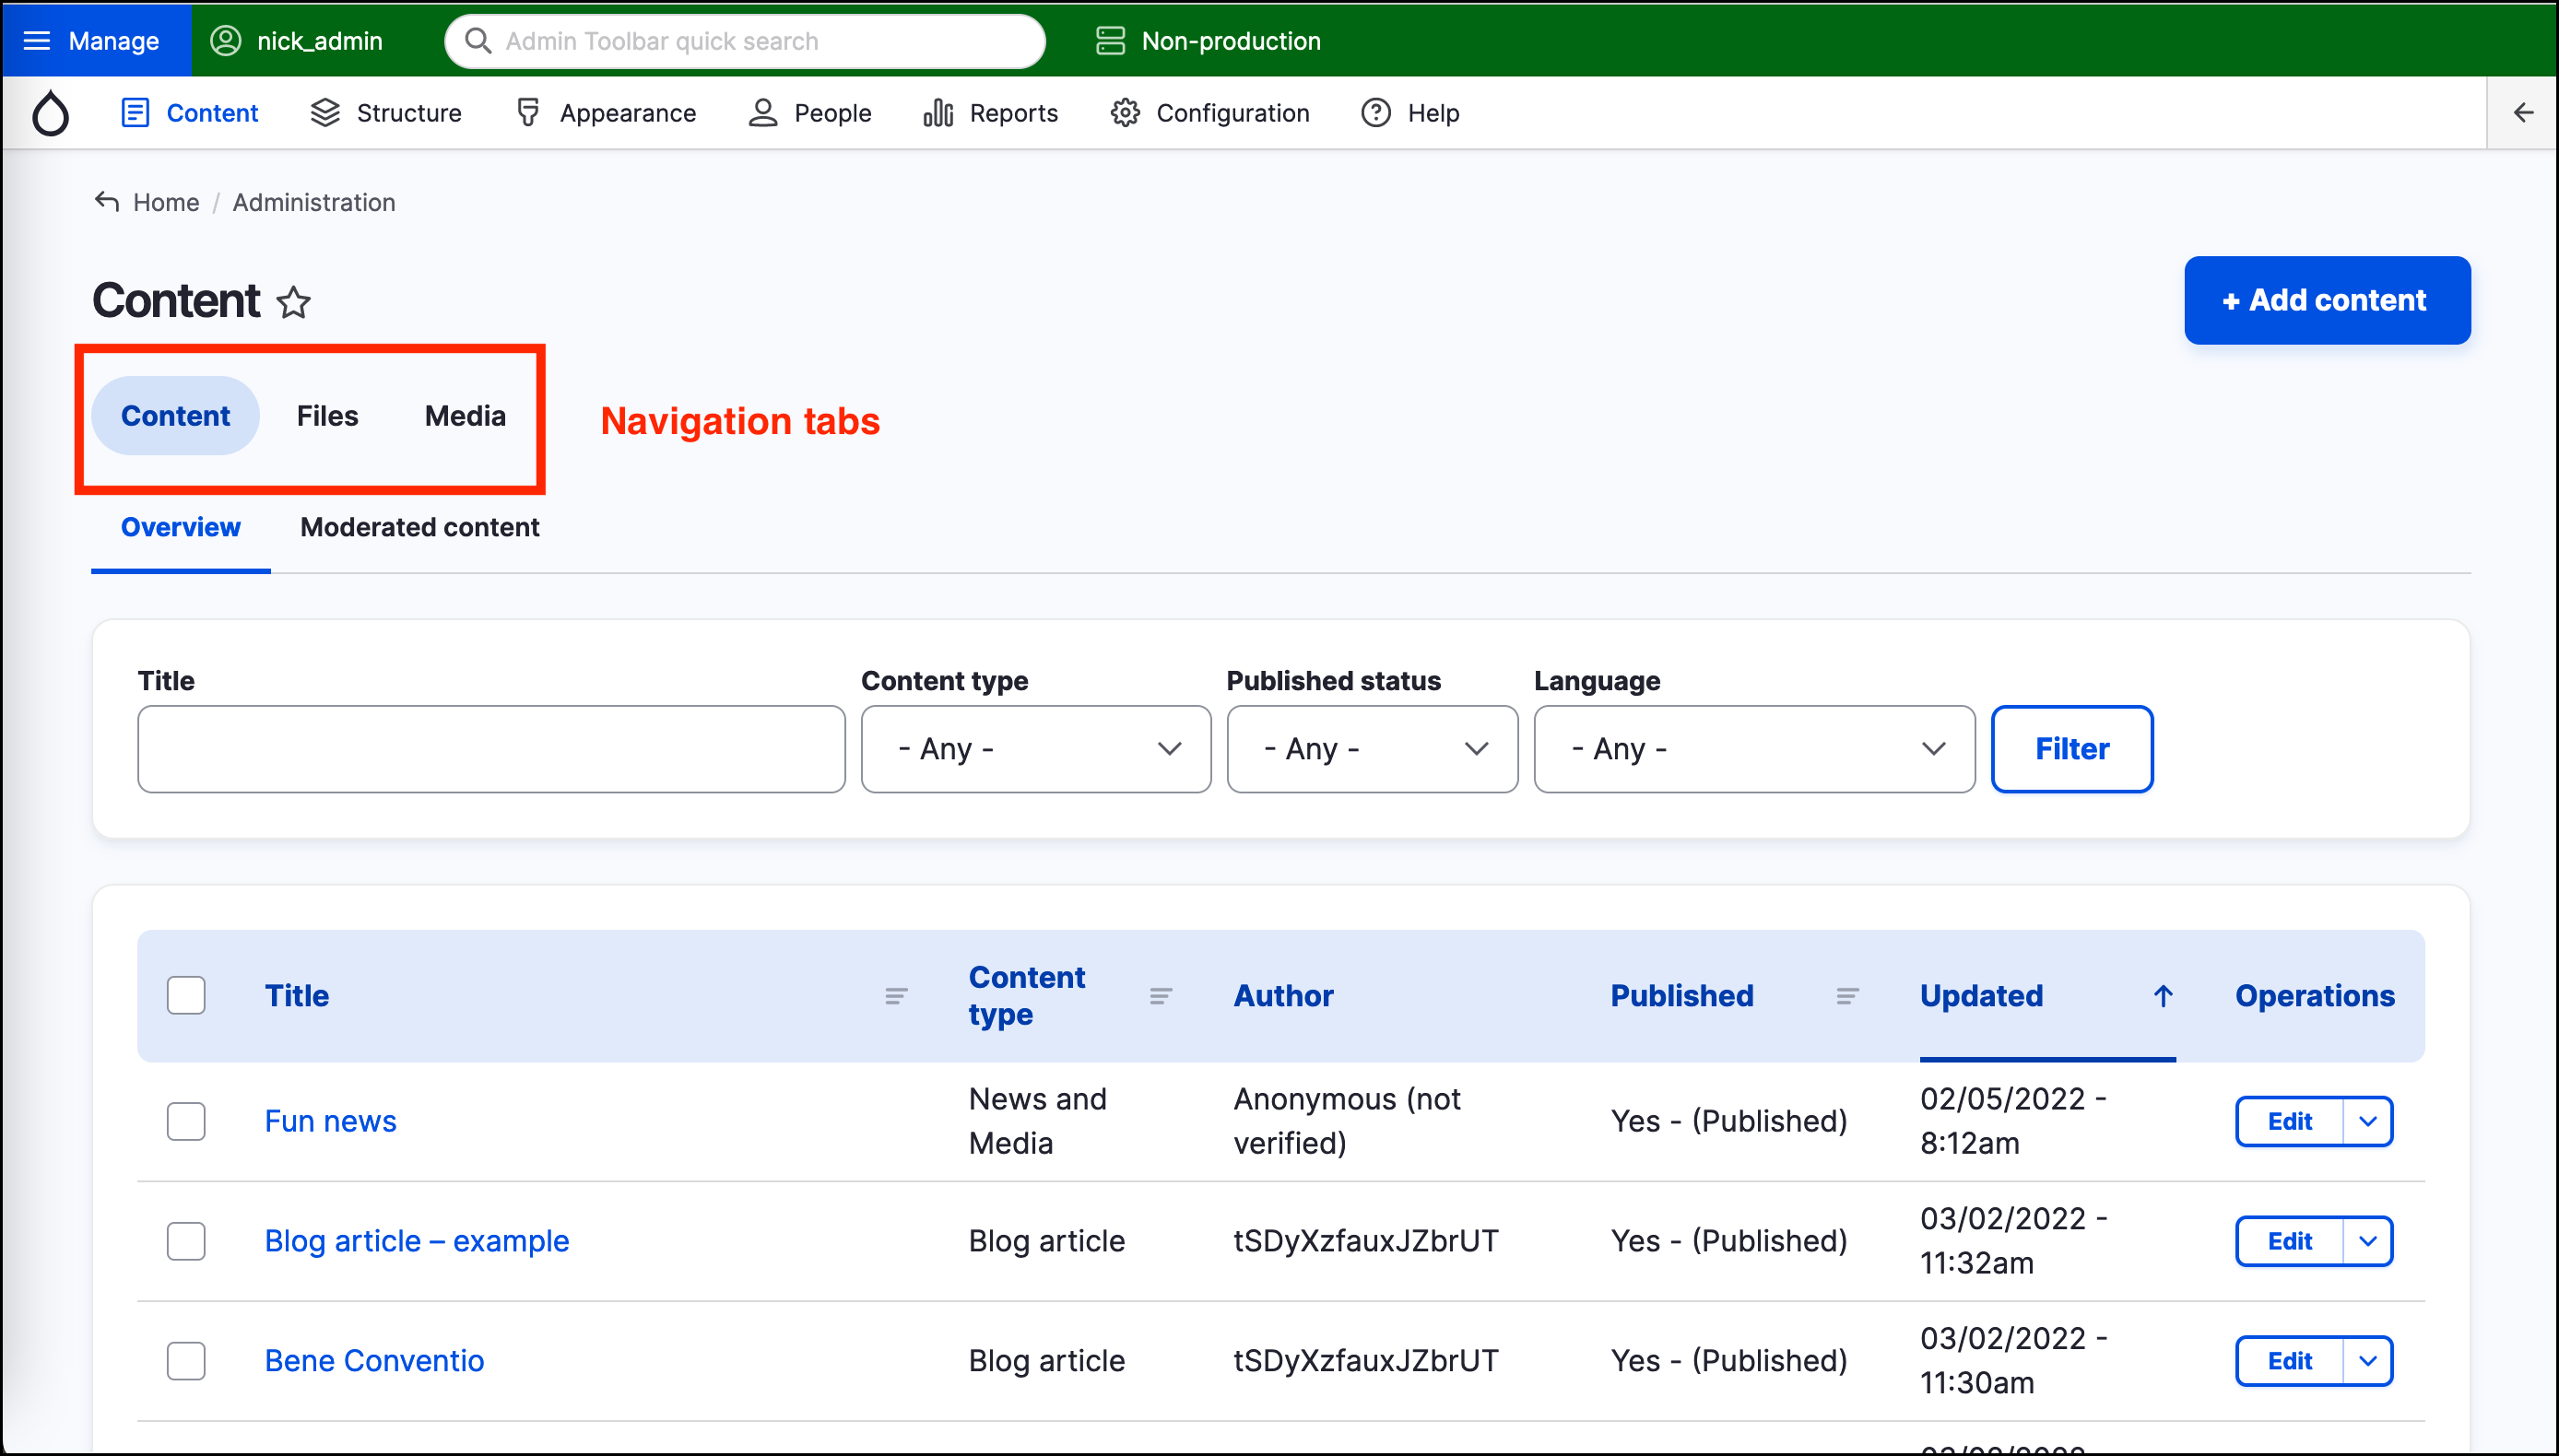 Manage nick_admin Admin Toolbar quick search Non-production
Content Structure Appearance People Reports Configuration Help
Home / Administration
Content
+ Add content
Content Files Media
Navigation tabs
Overview Moderated content
Title Content type Published status Language
- Any - - Any - - Any - Filter
Title Content type Author Published Updated Operations
Fun news News and Media Anonymous (not verified) Yes - (Published) 02/05/2022 - 8:12am Edit
Blog article – example Blog article tSDyXzfauxJZbrUT Yes - (Published) 03/02/2022 - 11:32am Edit
Bene Conventio Blog article tSDyXzfauxJZbrUT Yes - (Published) 03/02/2022 - 11:30am Edit